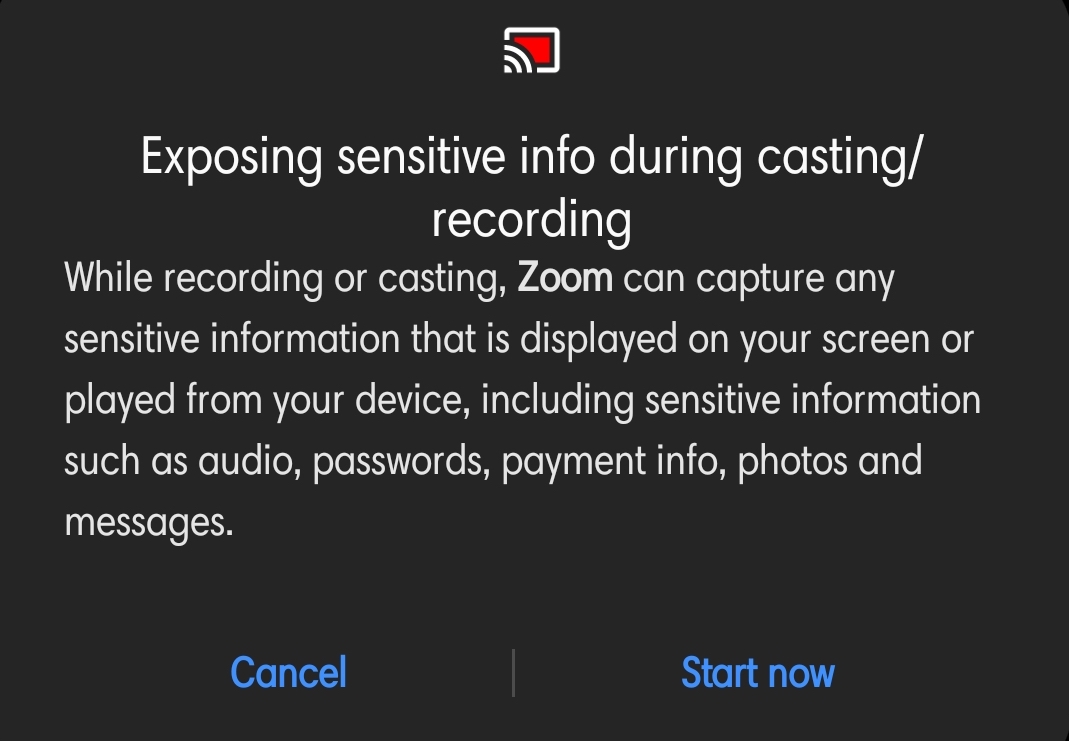 Exposing sensitive info during casting/
recording
While recording or casting, Zoom can capture any
sensitive information that is displayed on your screen or
played from your device, including sensitive information
such as audio, passwords, payment info, photos and
messages.
Cancel
Start now